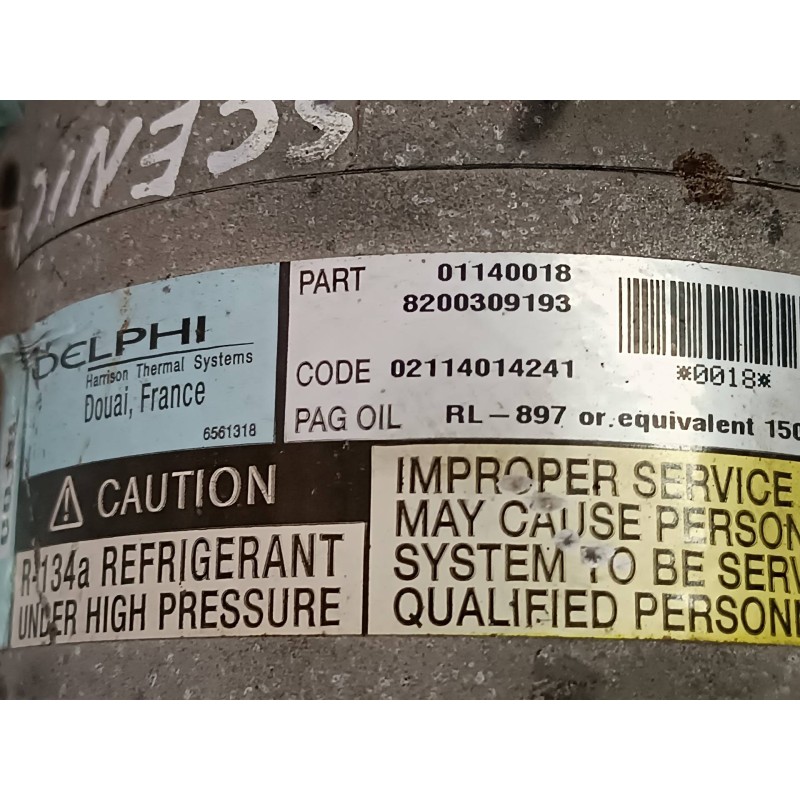 SCENIC
DELPHI
Harrison Thermal Systems
Douai, France
6561318
PART 01140018
8200309193
CODE 02114014241
*0018*
PAG OIL RL-897 or equivalent 150
CAUTION
R-134a REFRIGERANT
UNDER HIGH PRESSURE
IMPROPER SERVICE
MAY CAUSE PERSON
SYSTEM TO BE SERV
QUALIFIED PERSON